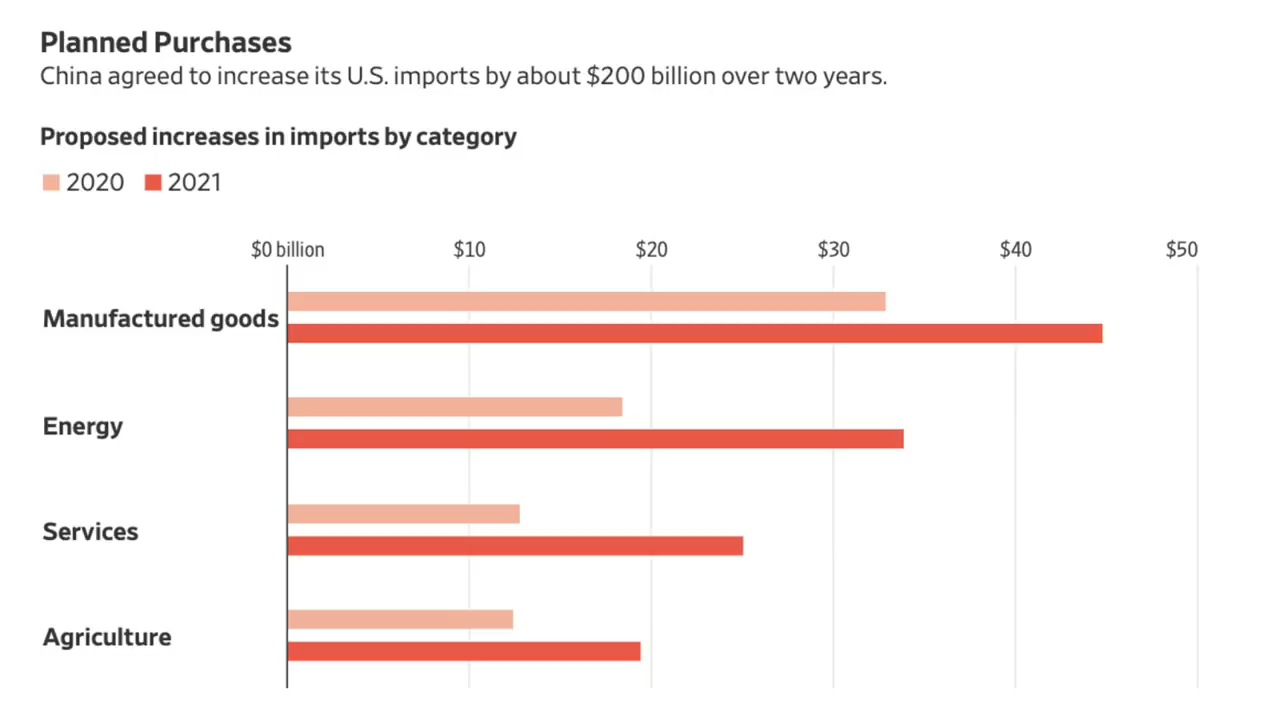 Planned Purchases
China agreed to increase its U.S. imports by about $200 billion over two years.
Proposed increases in imports by category
2020 2021
$0 billion $10 $20 $30 $40 $50
Manufactured goods
Energy
Services
Agriculture